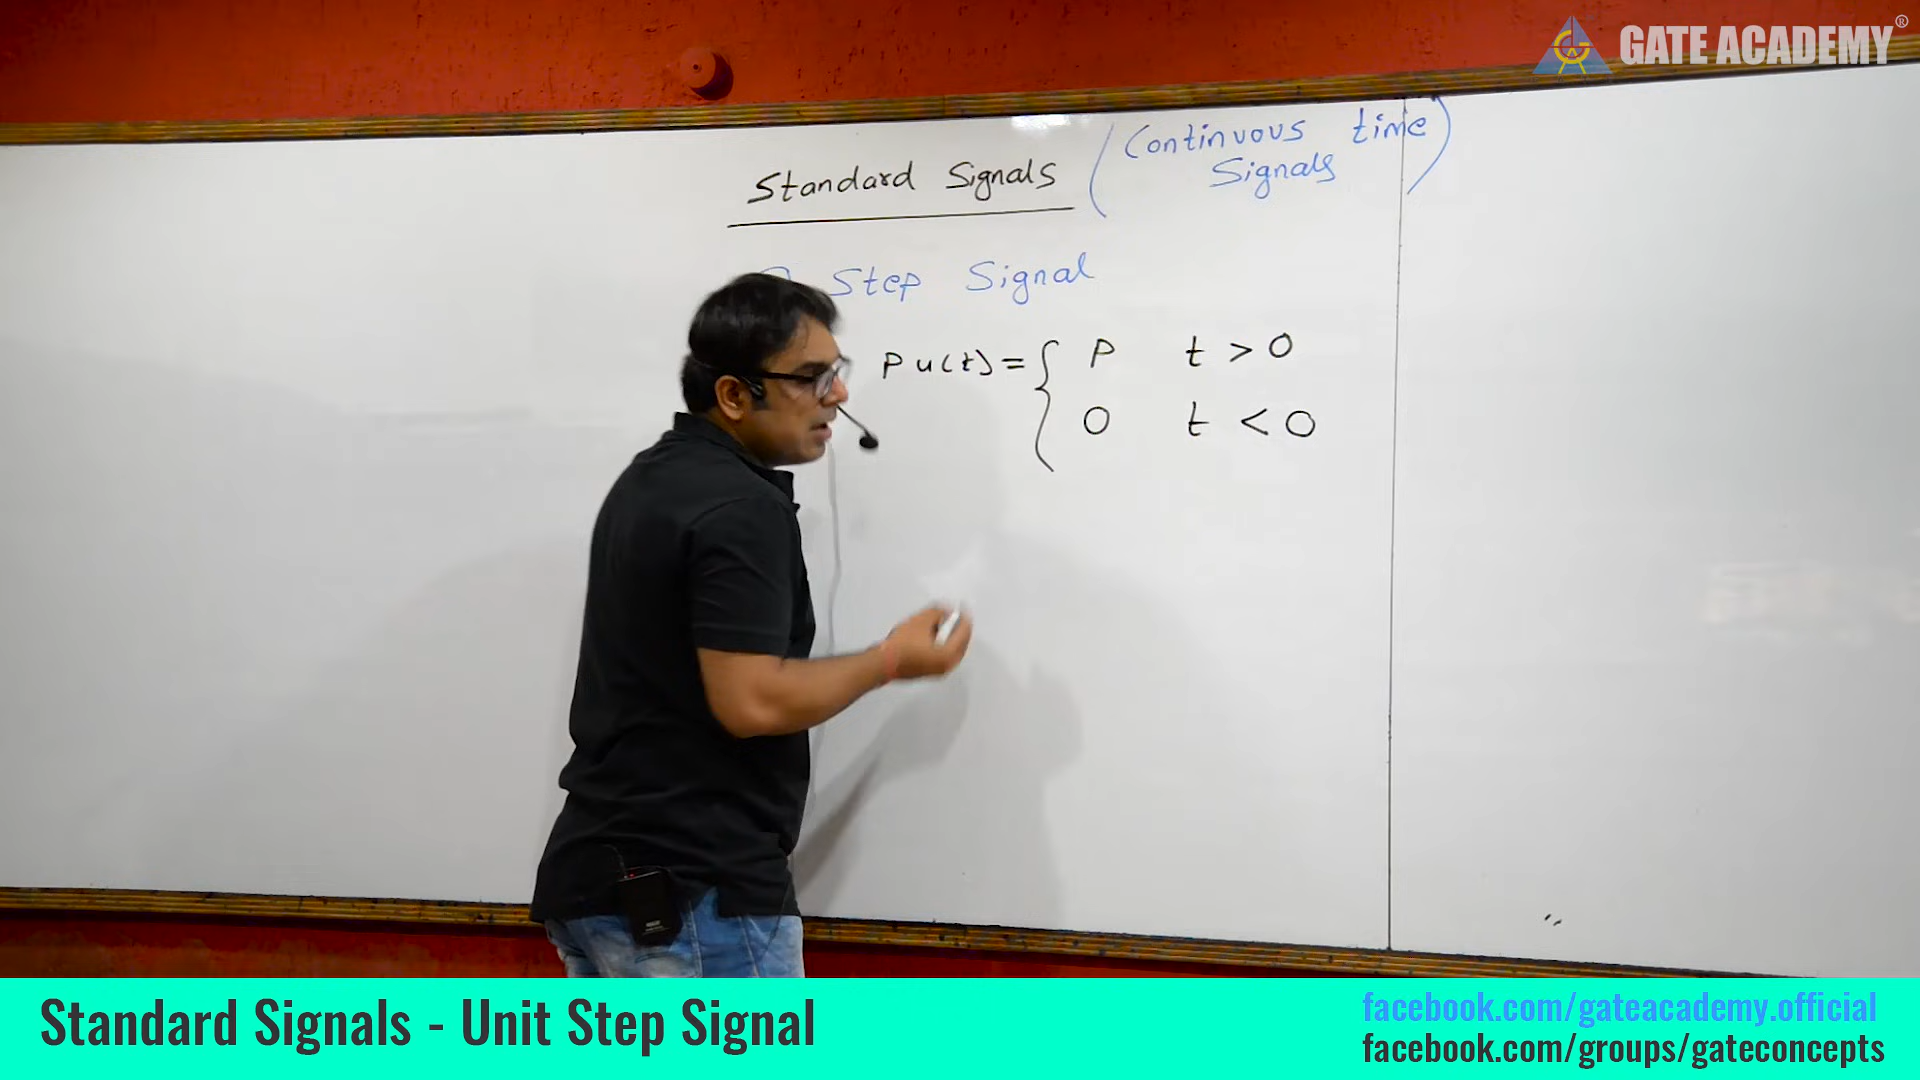 GATE ACADEMY®
Standard Signals (Continuous time
Signals)
Step Signal
P u(t) = { P t > 0
0 t < 0
Standard Signals - Unit Step Signal
facebook.com/gateacademy.official
facebook.com/groups/gateconcepts